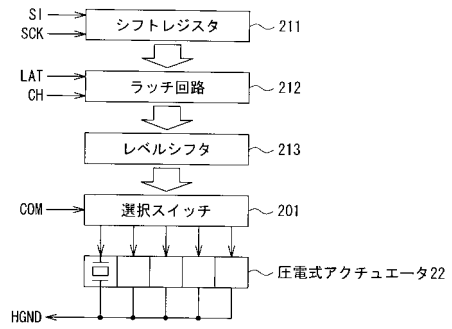 SI
SCK
シフトレジスタ
211
LAT
CH
ラッチ回路
212
レベルシフタ
213
COM
選択スイッチ
201
圧電式アクチュエータ22
HGND